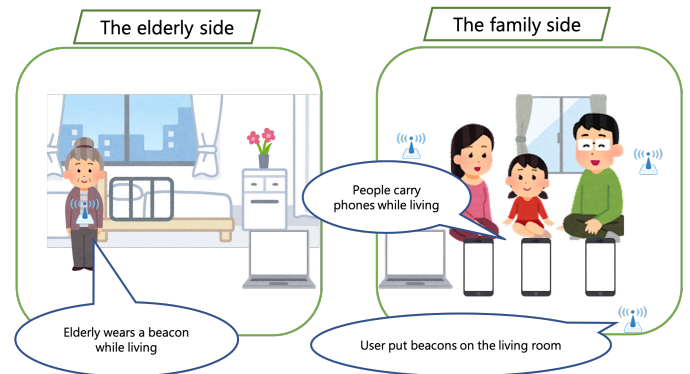 The elderly side
The family side
People carry
phones while living
Elderly wears a beacon
while living
User put beacons on the living room